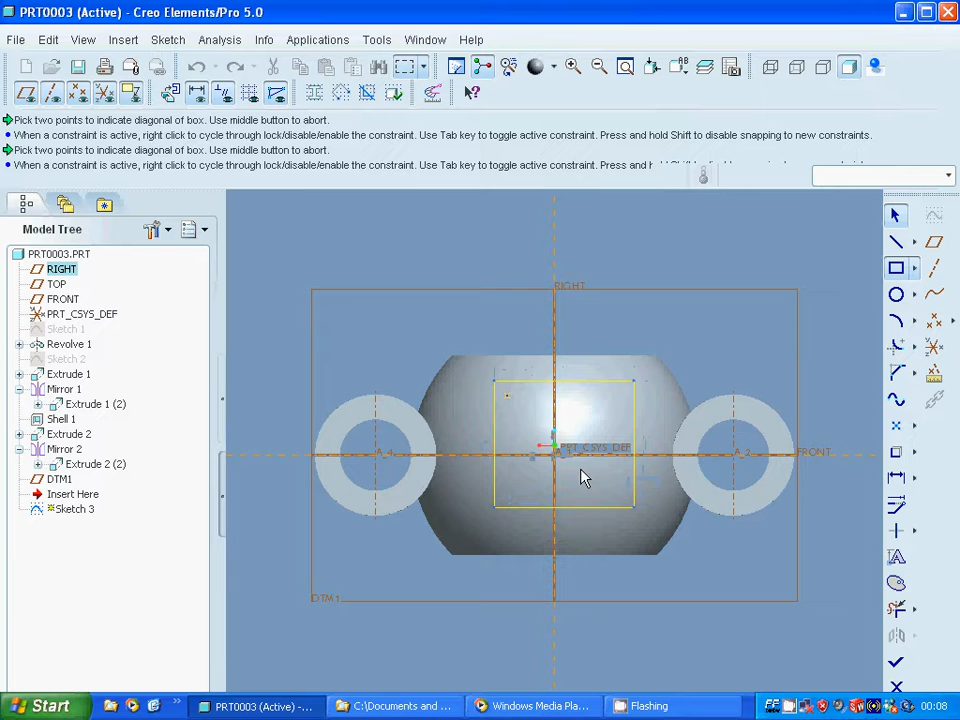 PRT0003 (Active) - Creo Elements/Pro 5.0
File Edit View Insert Sketch Analysis Info Applications Tools Window Help
Pick two points to indicate diagonal of box. Use middle button to abort.
When a constraint is active, right click to cycle through lock/disable/enable the constraint. Use Tab key to toggle active constraint. Press and hold Shift to disable snapping to new constraints.
Pick two points to indicate diagonal of box. Use middle button to abort.
When a constraint is active, right click to cycle through lock/disable/enable the constraint. Use Tab key to toggle active constraint. Press and h
Model Tree
PRT0003.PRT
RIGHT
TOP
FRONT
PRT_CSYS_DEF
Sketch 1
Revolve 1
Sketch 2
Extrude 1
Mirror 1
Extrude 1 (2)
Shell 1
Extrude 2
Mirror 2
Extrude 2 (2)
DTM1
Insert Here
Sketch 3
RIGHT
PRT_CSYS_DEF
A_4
A_2
FRONT
DTM1
Start
PRT0003 (Active) -...
C:\Documents and ...
Windows Media Pla...
Flashing
00:08